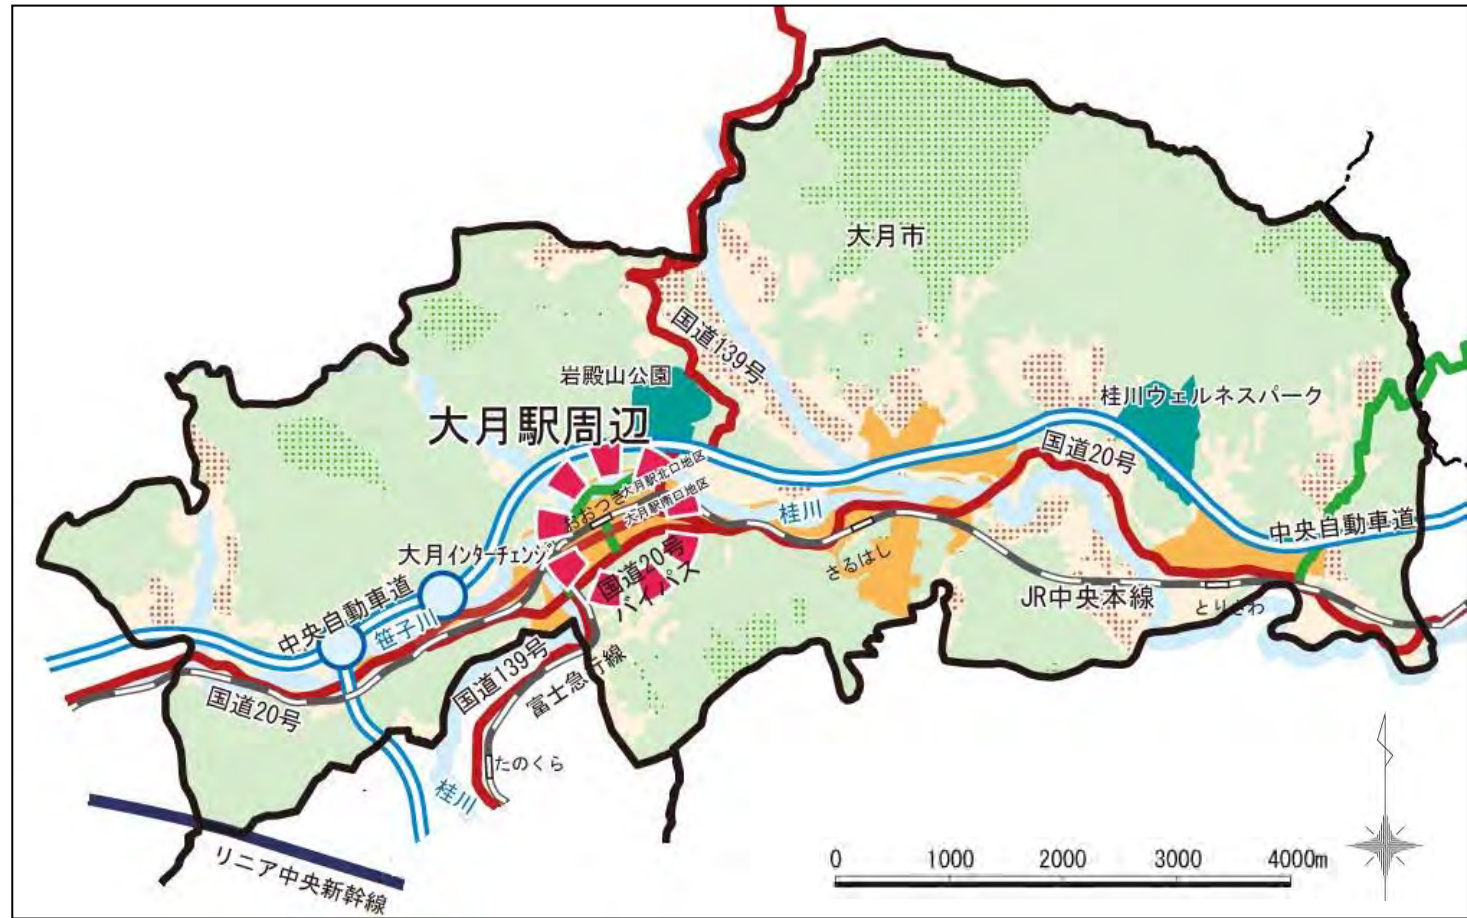 大月市
国道139号
岩殿山公園
桂川ウェルネスパーク
大月駅周辺
国道20号
大月駅北口地区
おおつき
大月駅南口地区
桂川
中央自動車道
大月インターチェンジ
さるはし
国道20号
バイパス
JR中央本線
とりさわ
中央自動車道
笹子川
国道139号
富士急行線
国道20号
たのくら
桂川
リニア中央新幹線
0 1000 2000 3000 4000m